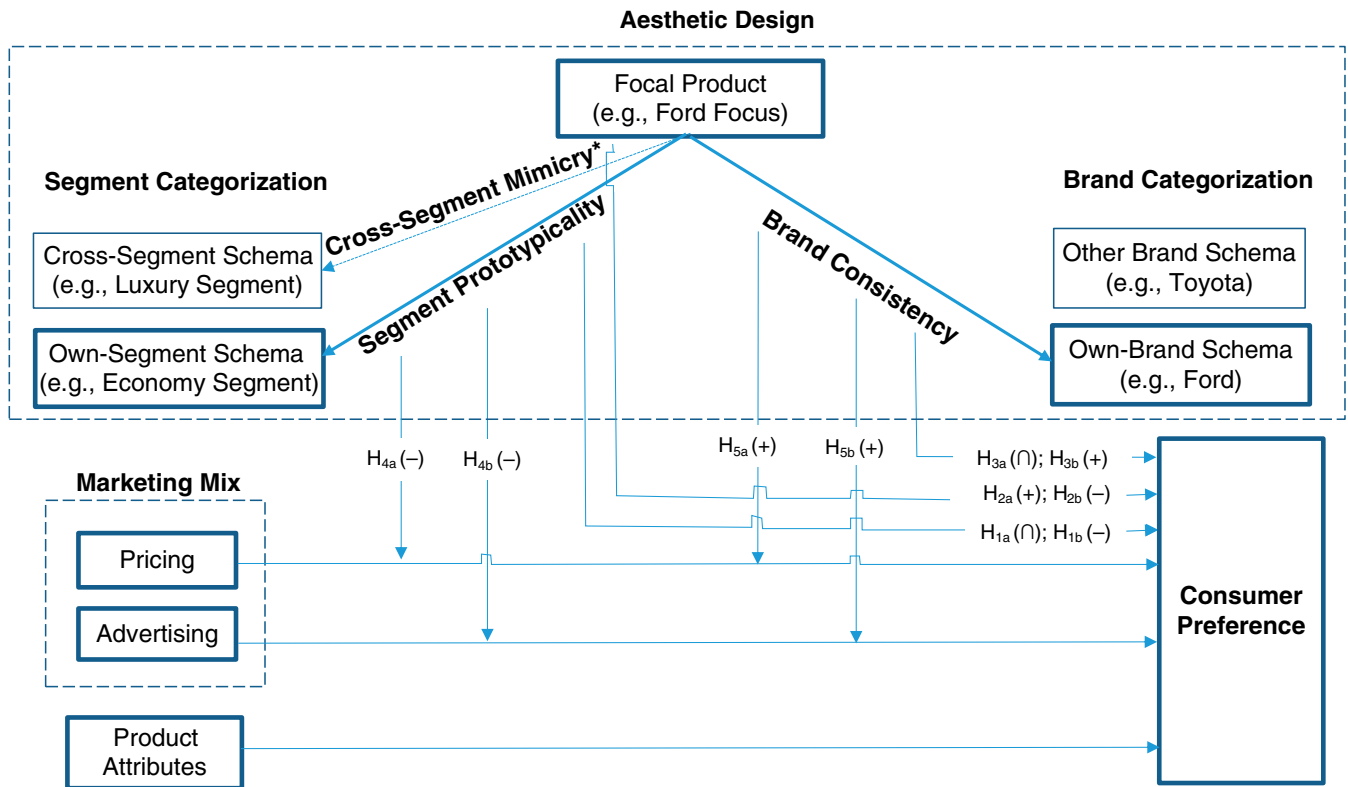 Aesthetic Design
Focal Product
(e.g., Ford Focus)
Segment Categorization
Cross-Segment Mimicry*
Brand Categorization
Cross-Segment Schema
(e.g., Luxury Segment)
Segment Prototypicality
Brand Consistency
Other Brand Schema
(e.g., Toyota)
Own-Segment Schema
(e.g., Economy Segment)
Own-Brand Schema
(e.g., Ford)
H4a (–)
H4b (–)
H5a (+)
H5b (+)
H3a (∩); H3b (+)
H2a (+); H2b (–)
H1a (∩); H1b (–)
Marketing Mix
Pricing
Advertising
Consumer
Preference
Product
Attributes